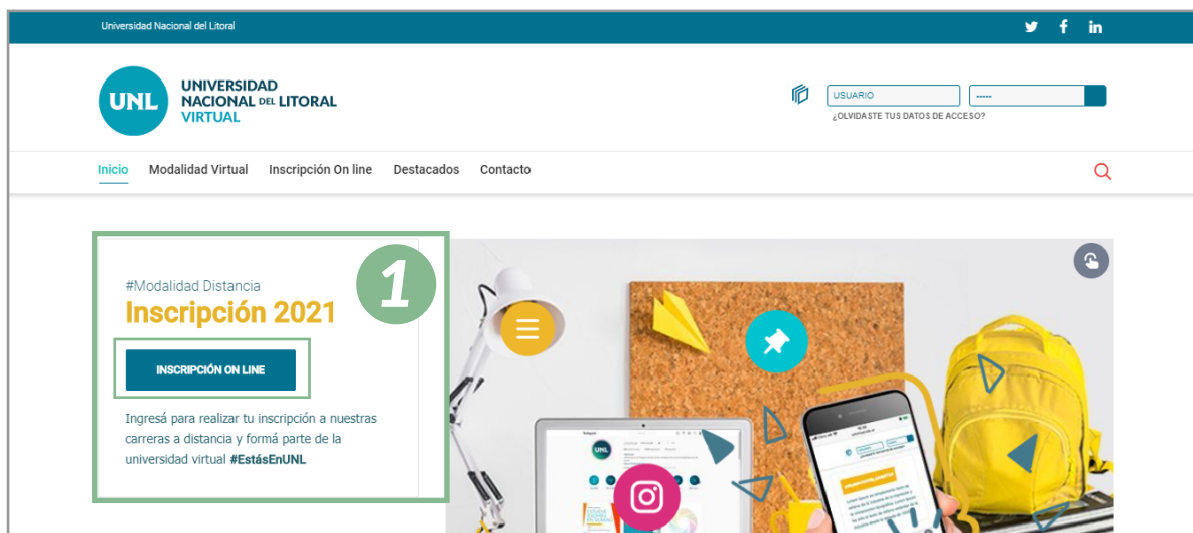 Universidad Nacional del Litoral
UNL
UNIVERSIDAD
NACIONAL DEL LITORAL
VIRTUAL
USUARIO
.....
¿OLVIDASTE TUS DATOS DE ACCESO?
Inicio Modalidad Virtual Inscripción On line Destacados Contacto
1
#Modalidad Distancia
Inscripción 2021
INSCRIPCIÓN ON LINE
Ingresá para realizar tu inscripción a nuestras
carreras a distancia y formá parte de la
universidad virtual #EstásEnUNL
UNL